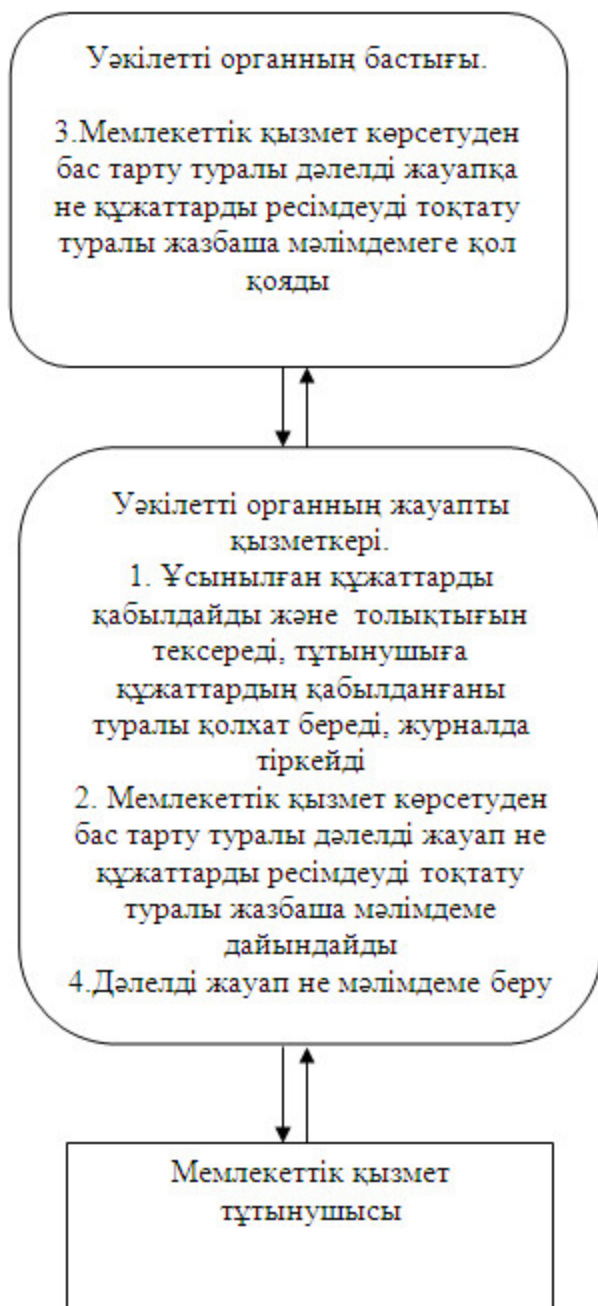 Уәкілетті органның бастығы.
3.Мемлекеттік қызмет көрсетуден
бас тарту туралы дәлелді жауапқа
не құжаттарды ресімдеуді тоқтату
туралы жазбаша мәлімдемеге қол
қояды
Уәкілетті органның жауапты
қызметкері.
1. Ұсынылған құжаттарды
қабылдайды және толықтығын
тексереді, тұтынушыға
құжаттардың қабылданғаны
туралы қолхат береді, журналда
тіркейді
2. Мемлекеттік қызмет көрсетуден
бас тарту туралы дәлелді жауап не
құжаттарды ресімдеуді тоқтату
туралы жазбаша мәлімдеме
дайындайды
4.Дәлелді жауап не мәлімдеме беру
Мемлекеттік қызмет
тұтынушысы